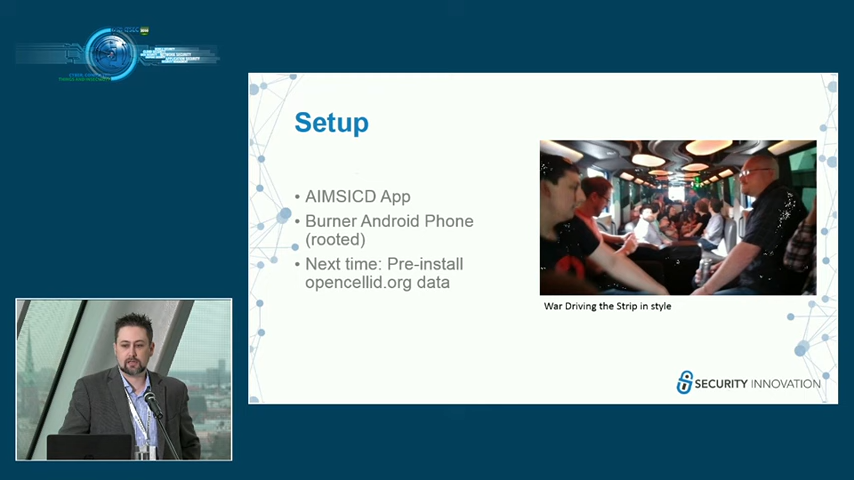 Setup
• AIMSICD App
• Burner Android Phone
(rooted)
• Next time: Pre-install
opencellid.org data
War Driving the Strip in style
SECURITY INNOVATION